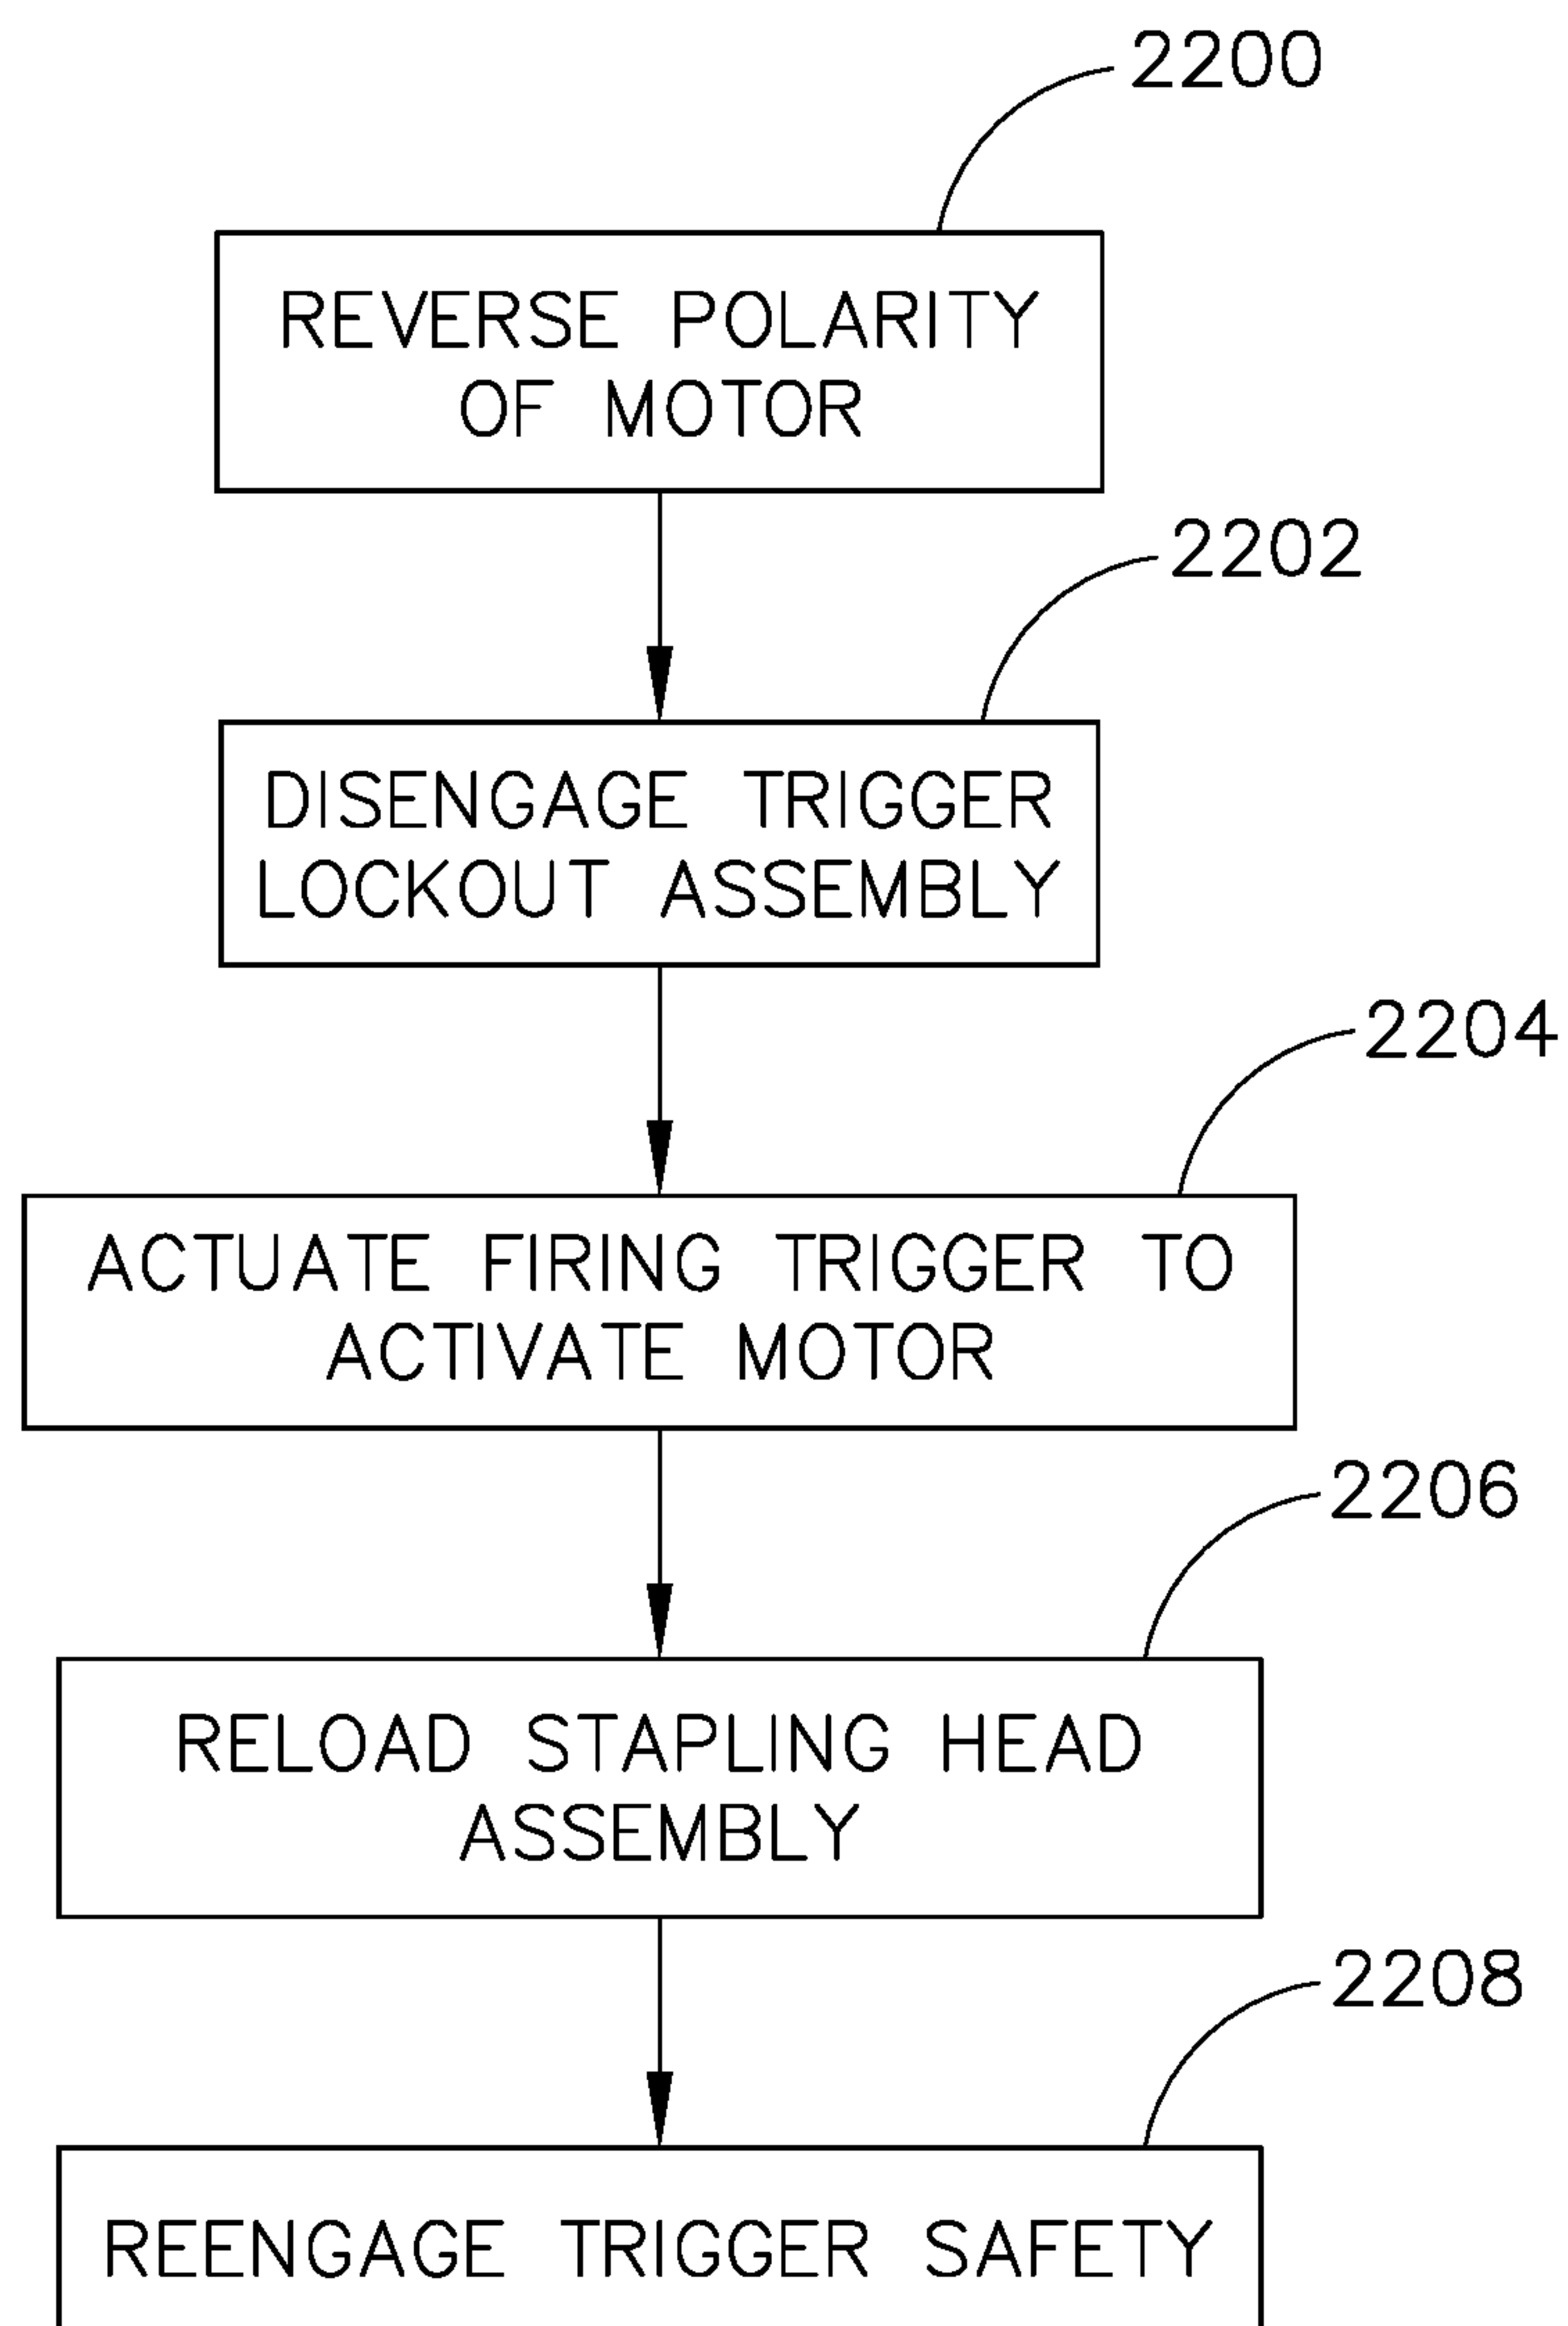 2200
REVERSE POLARITY
OF MOTOR
2202
DISENGAGE TRIGGER
LOCKOUT ASSEMBLY
2204
ACTUATE FIRING TRIGGER TO
ACTIVATE MOTOR
2206
RELOAD STAPLING HEAD
ASSEMBLY
2208
REENGAGE TRIGGER SAFETY